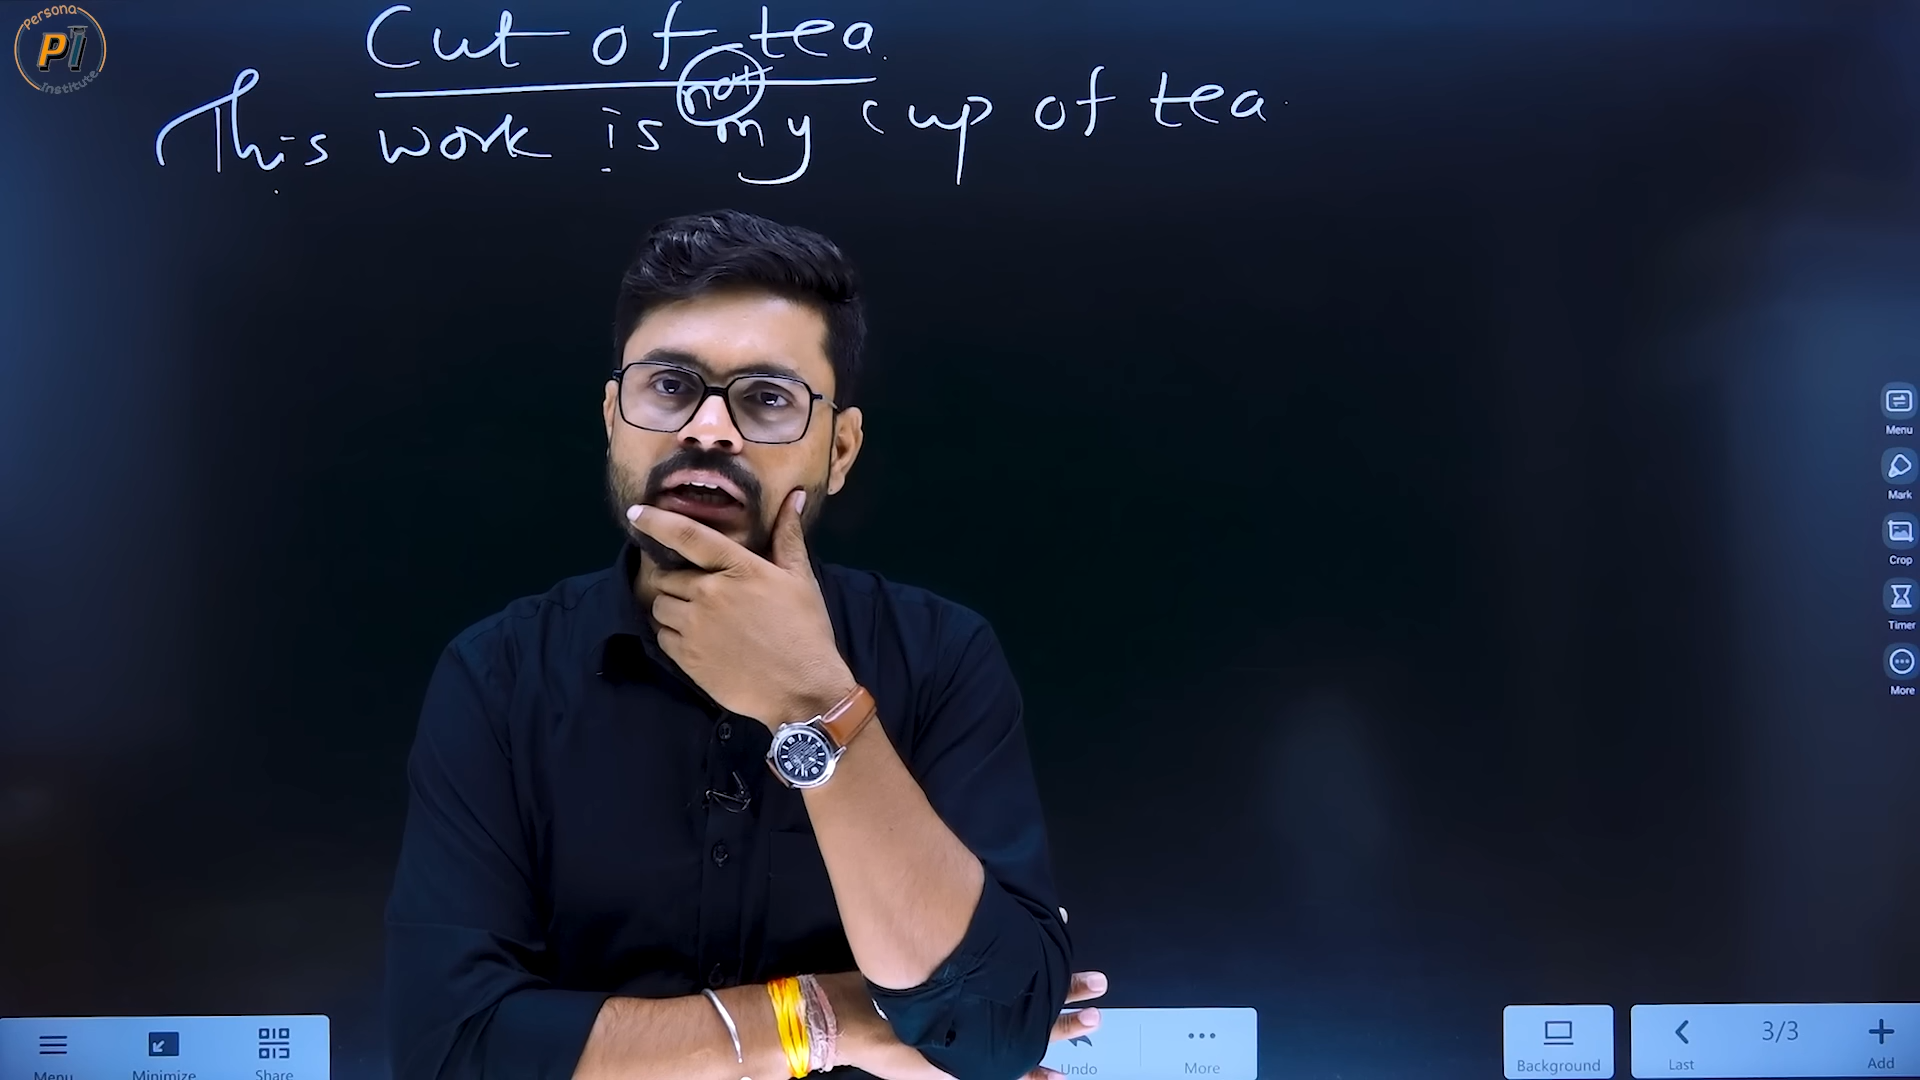 Persona
PI
Institute
Cut of tea.
not
This work is my cup of tea.
Menu
Mark
Crop
Timer
More
Menu
Minimize
Share
Undo
More
Background
Last
3/3
Add